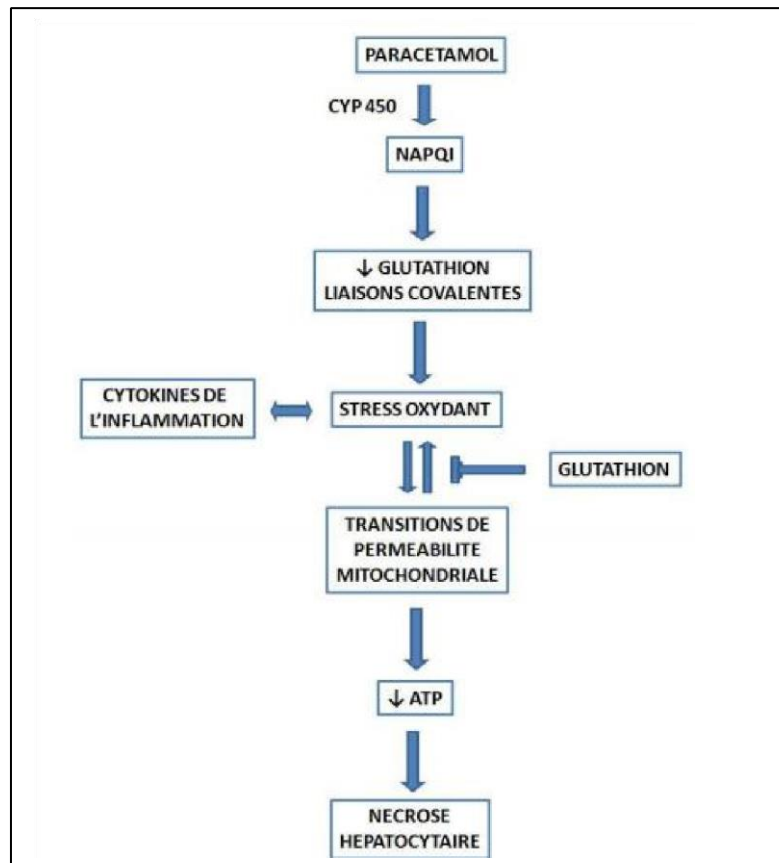 PARACETAMOL
CYP 450
NAPQI
↓ GLUTATHION
LIAISONS COVALENTES
CYTOKINES DE
L'INFLAMMATION
STRESS OXYDANT
GLUTATHION
TRANSITIONS DE
PERMEABILITE
MITOCHONDRIALE
↓ ATP
NECROSE
HEPATOCYTAIRE